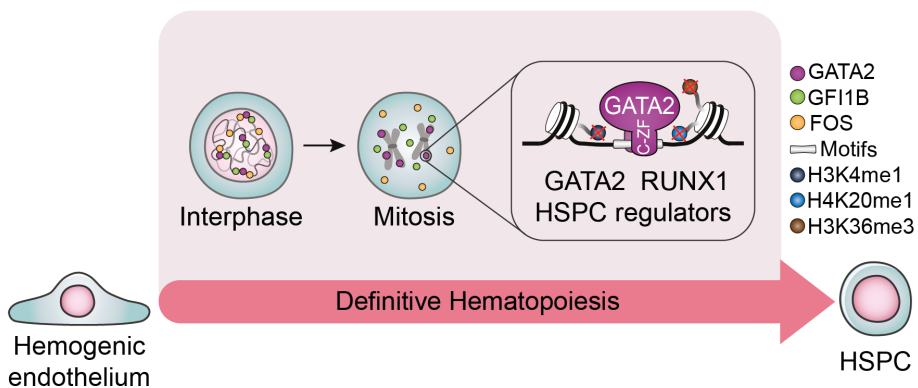 Interphase
Mitosis
GATA2
C-ZF
GATA2 RUNX1
HSPC regulators
GATA2
GFI1B
FOS
Motifs
H3K4me1
H4K20me1
H3K36me3
Definitive Hematopoiesis
Hemogenic
endothelium
HSPC